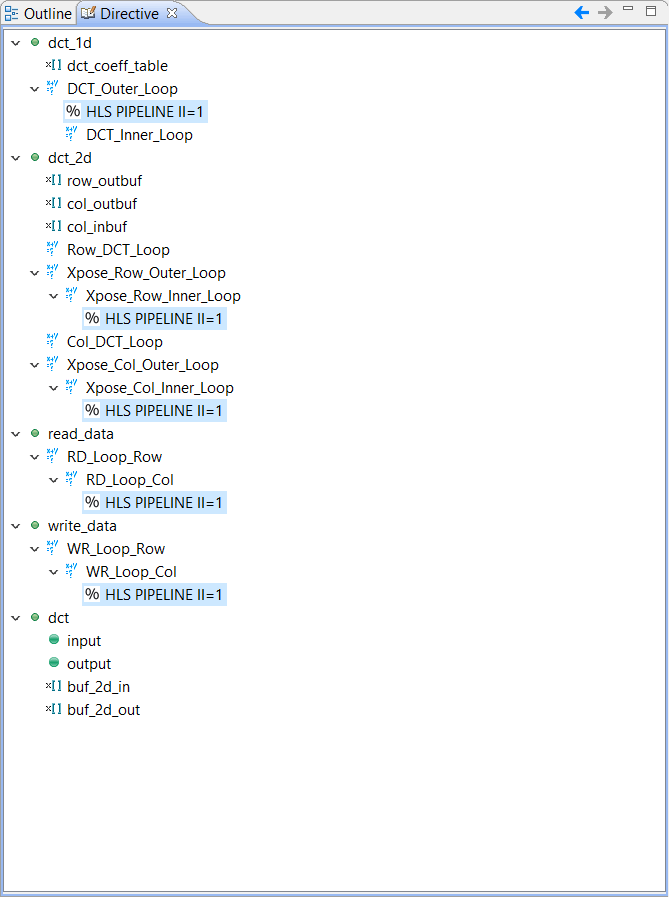 Outline Directive
dct_1d
x[] dct_coeff_table
DCT_Outer_Loop
% HLS PIPELINE II=1
DCT_Inner_Loop
dct_2d
x[] row_outbuf
x[] col_outbuf
x[] col_inbuf
Row_DCT_Loop
Xpose_Row_Outer_Loop
Xpose_Row_Inner_Loop
% HLS PIPELINE II=1
Col_DCT_Loop
Xpose_Col_Outer_Loop
Xpose_Col_Inner_Loop
% HLS PIPELINE II=1
read_data
RD_Loop_Row
RD_Loop_Col
% HLS PIPELINE II=1
write_data
WR_Loop_Row
WR_Loop_Col
% HLS PIPELINE II=1
dct
input
output
x[] buf_2d_in
x[] buf_2d_out